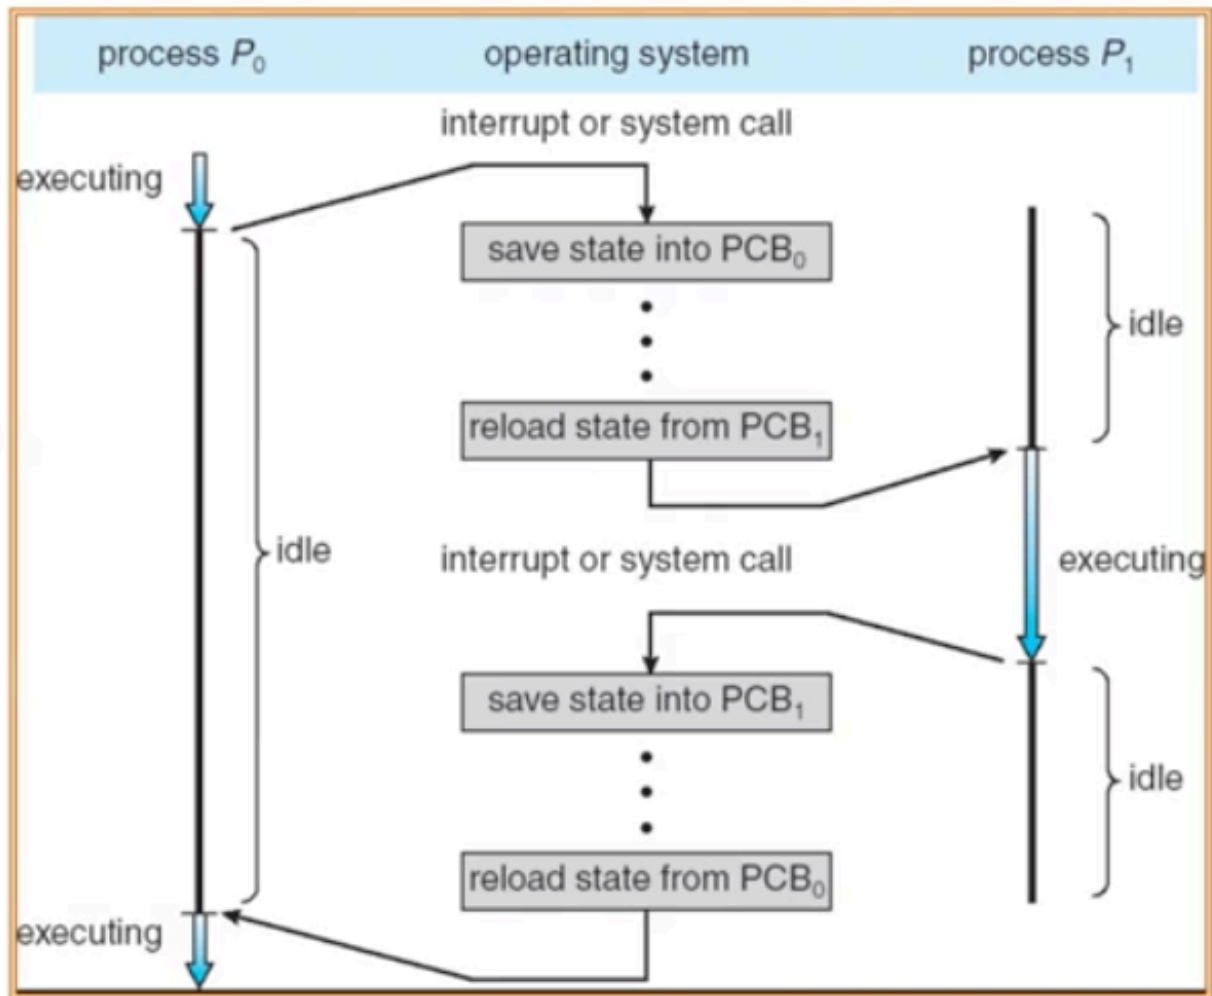 process P₀ operating system process P₁
interrupt or system call
executing
save state into PCB₀
idle
reload state from PCB₁
idle
interrupt or system call
executing
save state into PCB₁
idle
reload state from PCB₀
executing